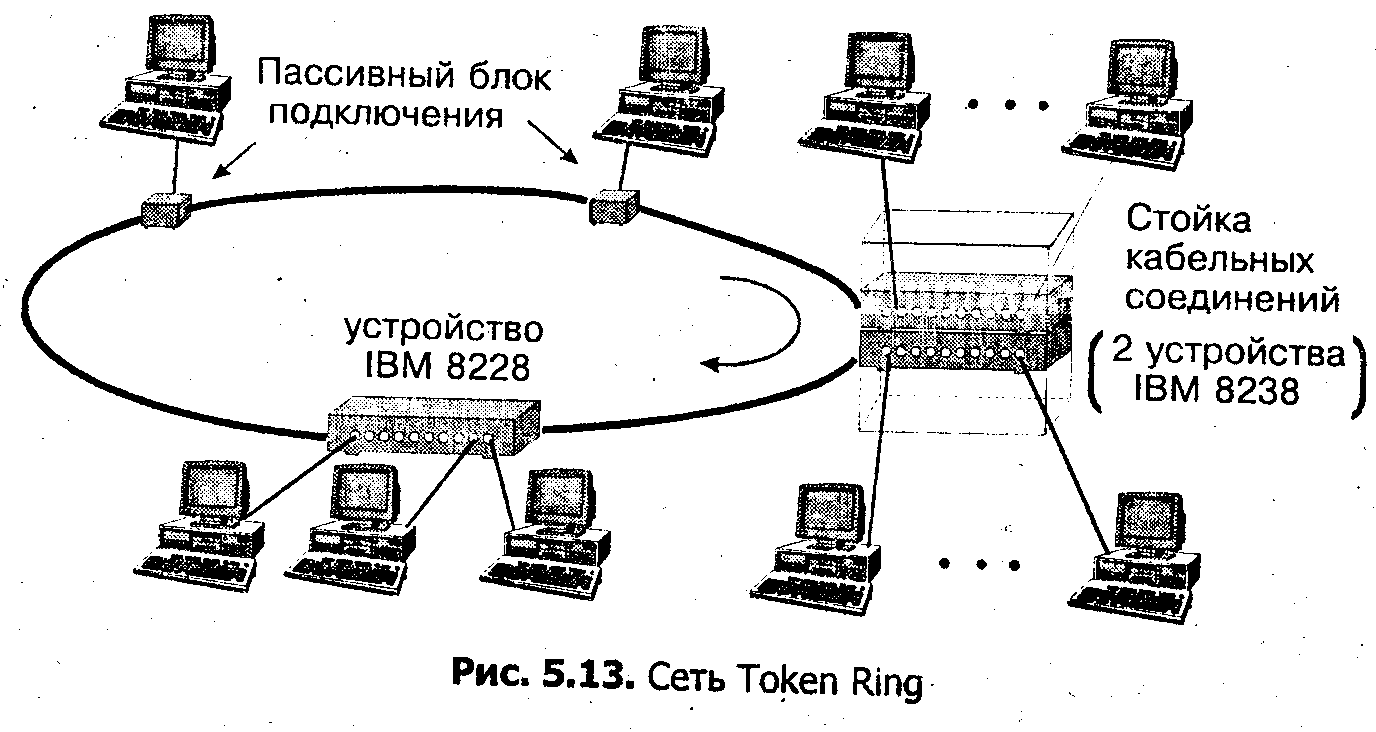 Пассивный блок
подключения
Стойка
кабельных
соединений
(2 устройства
IBM 8238)
устройство
IBM 8228
Рис. 5.13. Сеть Token Ring